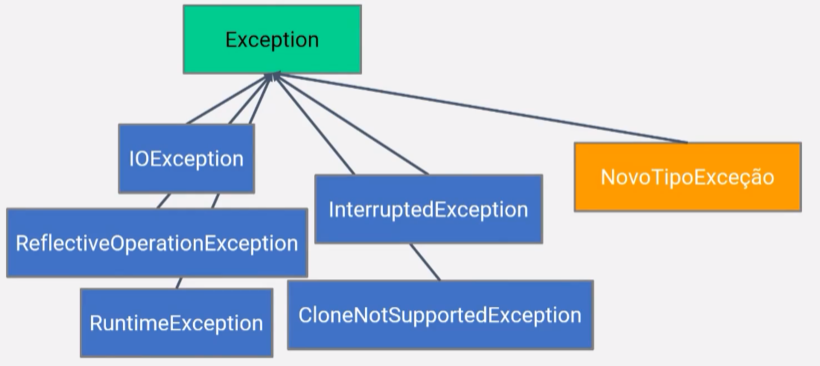 Exception
IOException
NovoTipoExceção
InterruptedException
ReflectiveOperationException
CloneNotSupportedException
RuntimeException